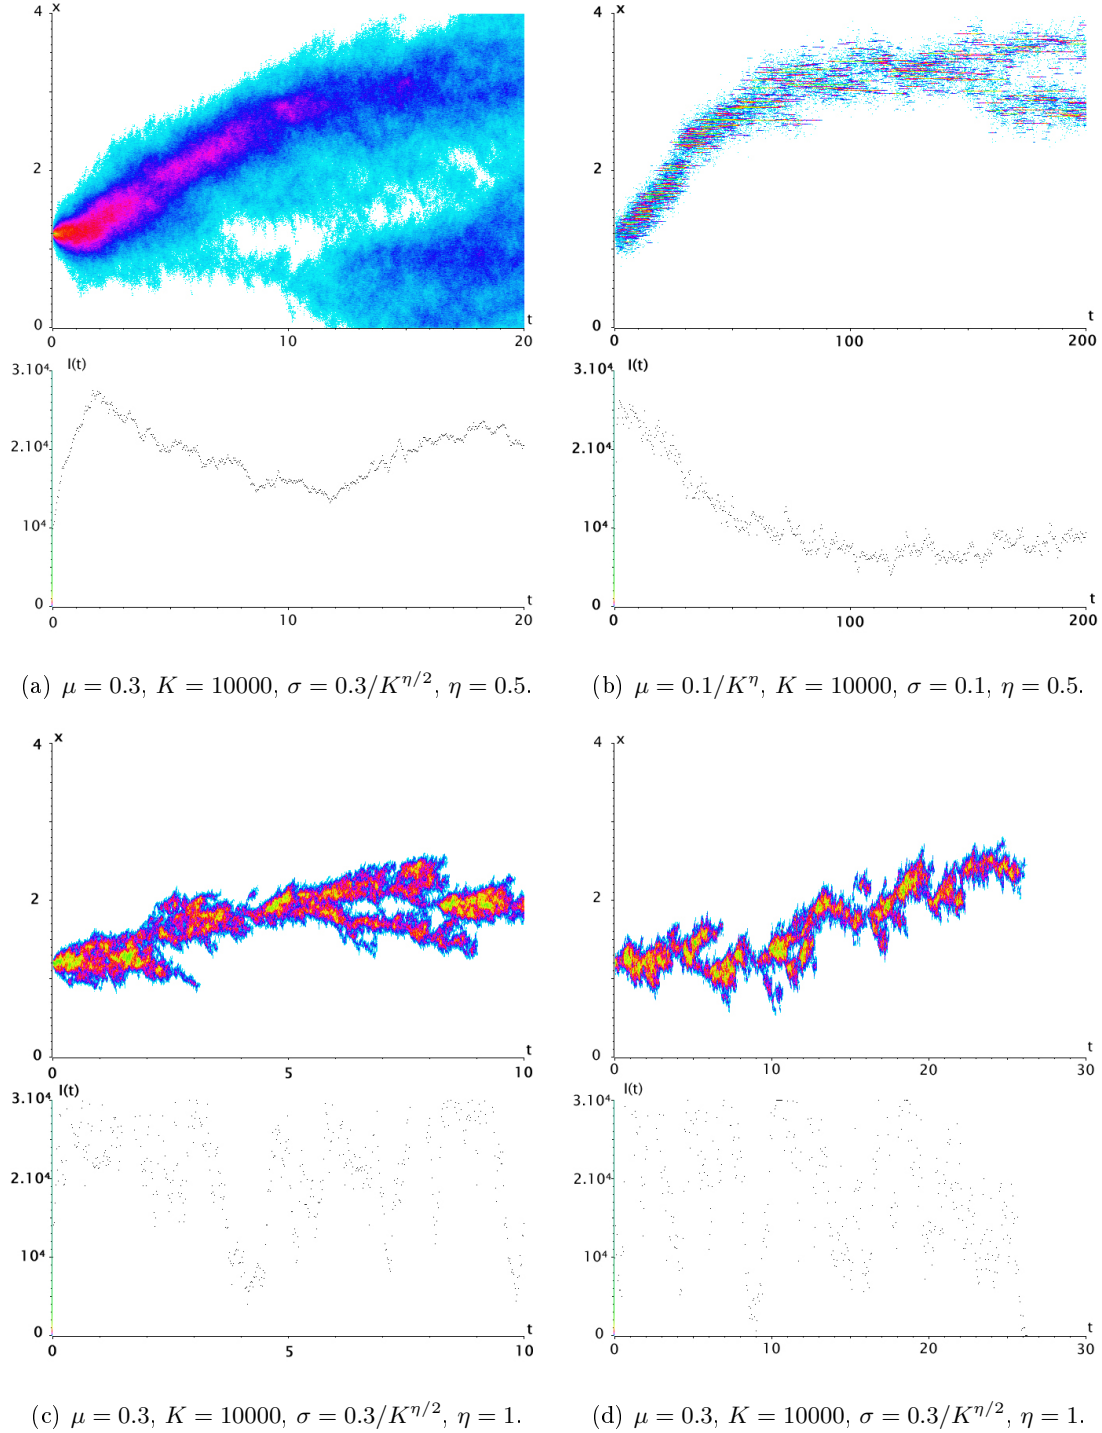 x
4
2
0
0
10
20
t
x
4
2
0
0
100
200
t
I(t)
3.10⁴
2.10⁴
10⁴
0
0
10
20
t
I(t)
3.10⁴
2.10⁴
10⁴
0
0
100
200
t
(a) μ = 0.3, K = 10000, σ = 0.3/K^{η/2}, η = 0.5.
(b) μ = 0.1/K^η, K = 10000, σ = 0.1, η = 0.5.
x
4
2
0
0
5
10
t
x
4
2
0
0
10
20
30
t
I(t)
3.10⁴
2.10⁴
10⁴
0
0
5
10
t
I(t)
3.10⁴
2.10⁴
10⁴
0
0
10
20
30
t
(c) μ = 0.3, K = 10000, σ = 0.3/K^{η/2}, η = 1.
(d) μ = 0.3, K = 10000, σ = 0.3/K^{η/2}, η = 1.